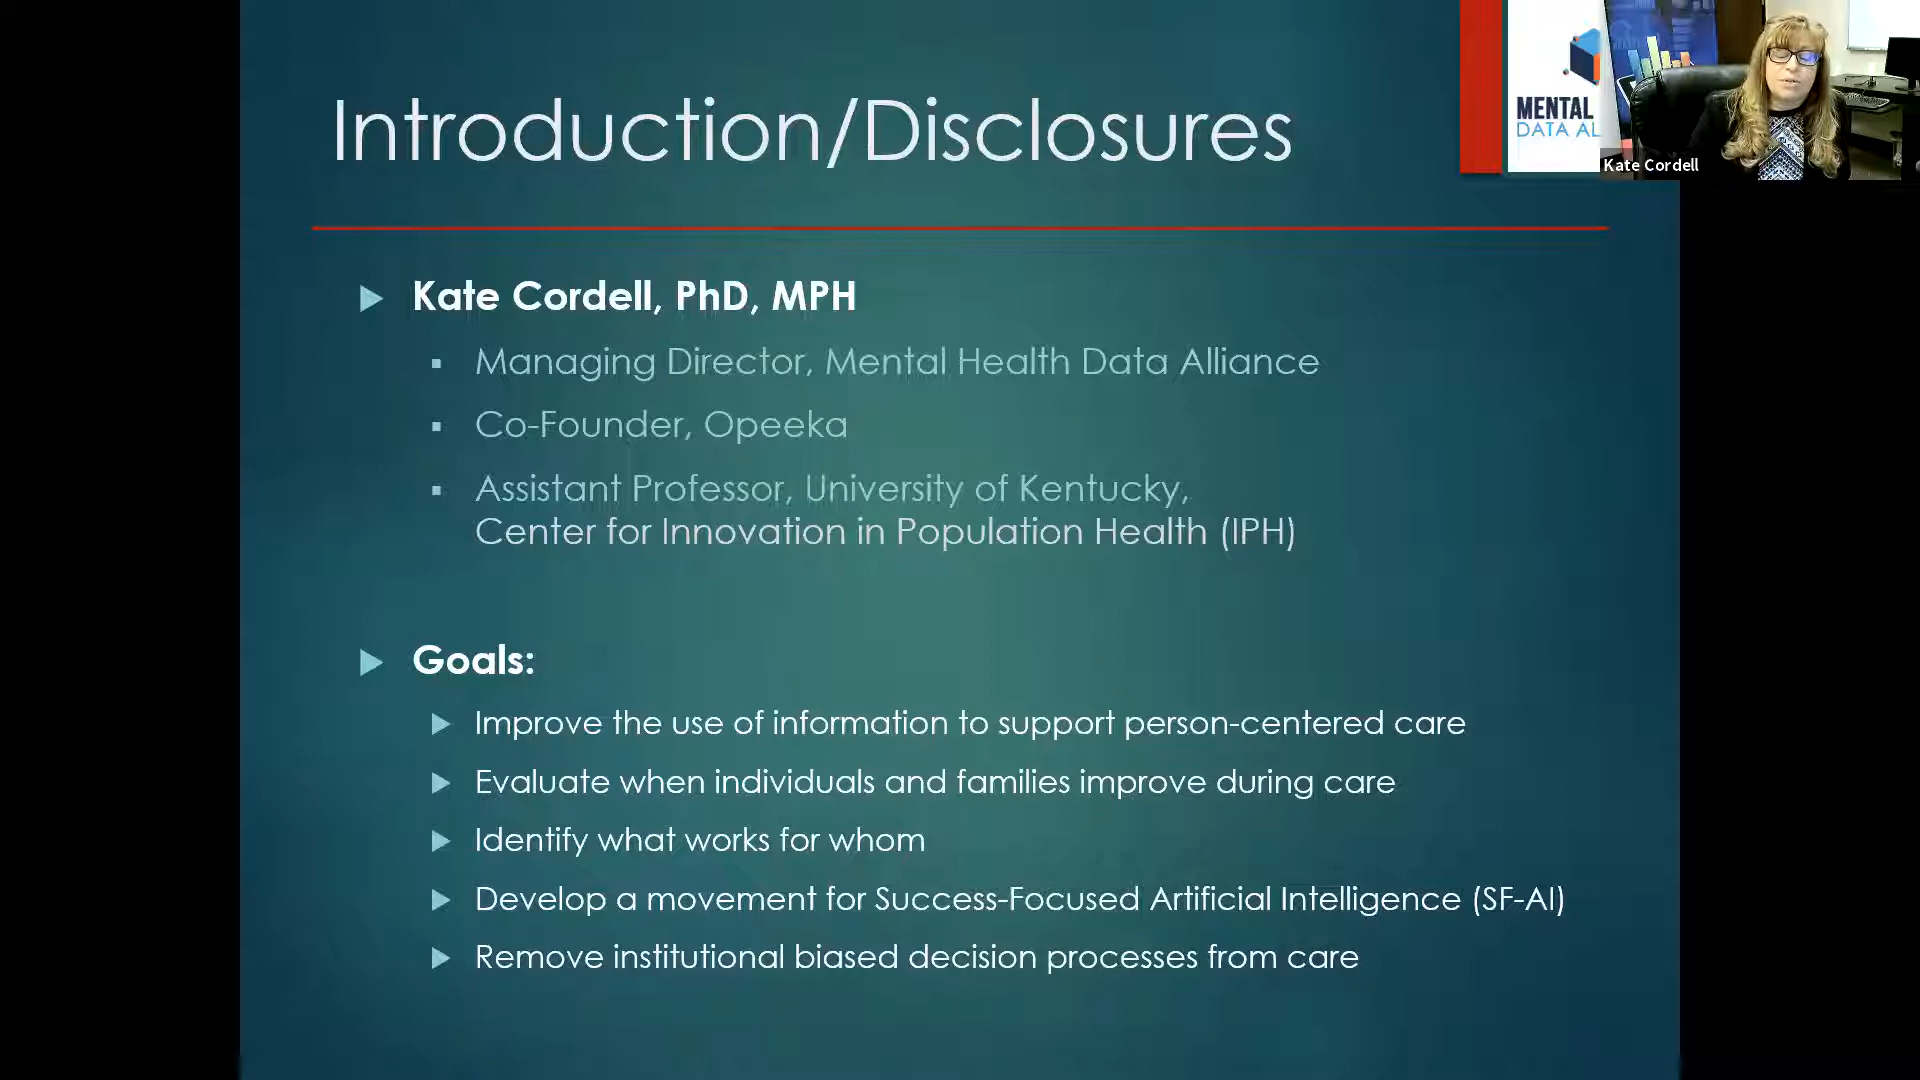 Introduction/Disclosures
MENTAL
DATA AL
Kate Cordell
Kate Cordell, PhD, MPH
Managing Director, Mental Health Data Alliance
Co-Founder, Opeeka
Assistant Professor, University of Kentucky,
Center for Innovation in Population Health (IPH)
Goals:
Improve the use of information to support person-centered care
Evaluate when individuals and families improve during care
Identify what works for whom
Develop a movement for Success-Focused Artificial Intelligence (SF-AI)
Remove institutional biased decision processes from care